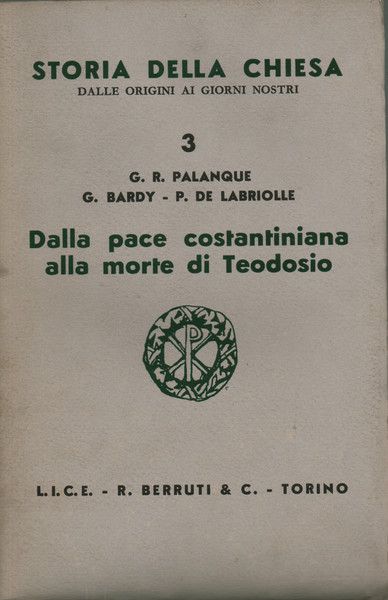 STORIA DELLA CHIESA
DALLE ORIGINI AI GIORNI NOSTRI
3
G. R. PALANQUE
G. BARDY - P. DE LABRIOLLE
Dalla pace costantiniana
alla morte di Teodosio
L.I.C.E. - R. BERRUTI & C. - TORINO